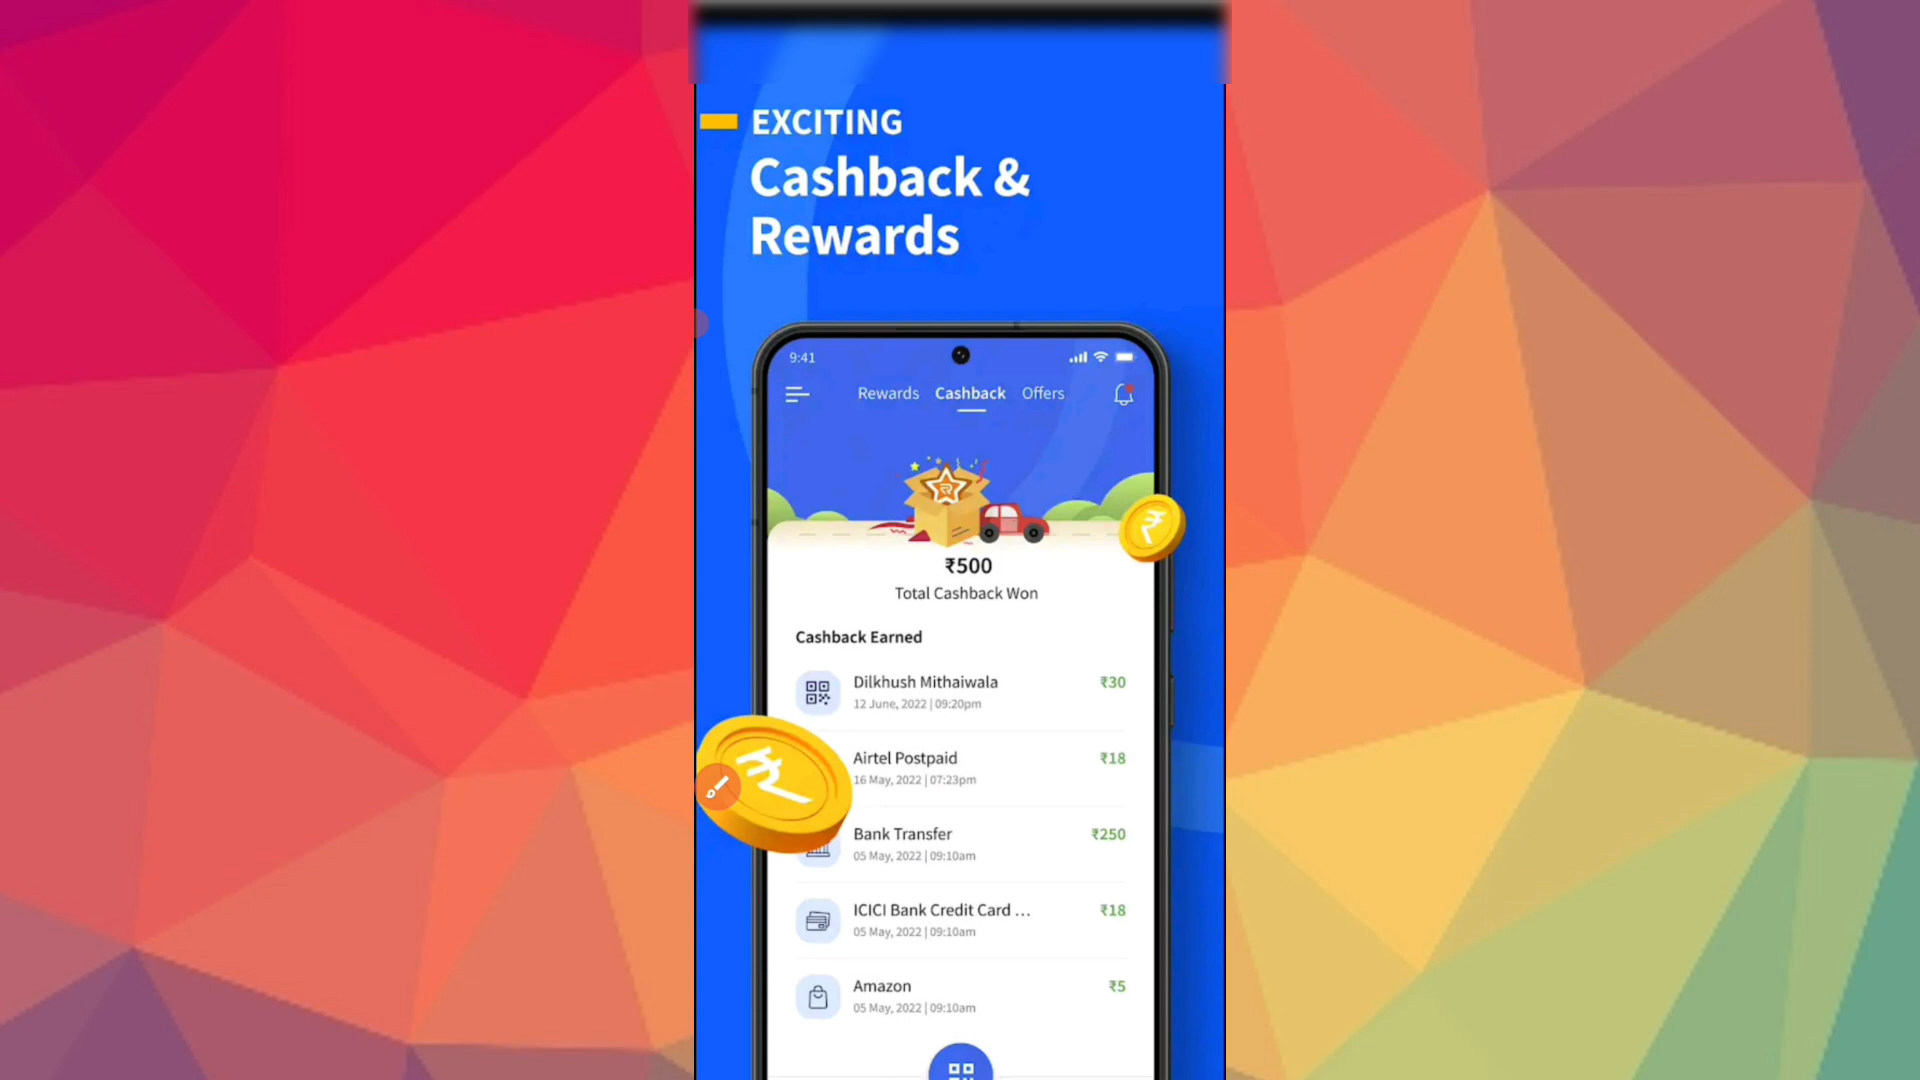 EXCITING
Cashback &
Rewards
9:41
Rewards Cashback Offers
₹500
Total Cashback Won
Cashback Earned
Dilkhush Mithaiwala ₹30
12 June, 2022 | 09:20pm
Airtel Postpaid ₹18
16 May, 2022 | 07:23pm
Bank Transfer ₹250
05 May, 2022 | 09:10am
ICICI Bank Credit Card ... ₹18
05 May, 2022 | 09:10am
Amazon ₹5
05 May, 2022 | 09:10am